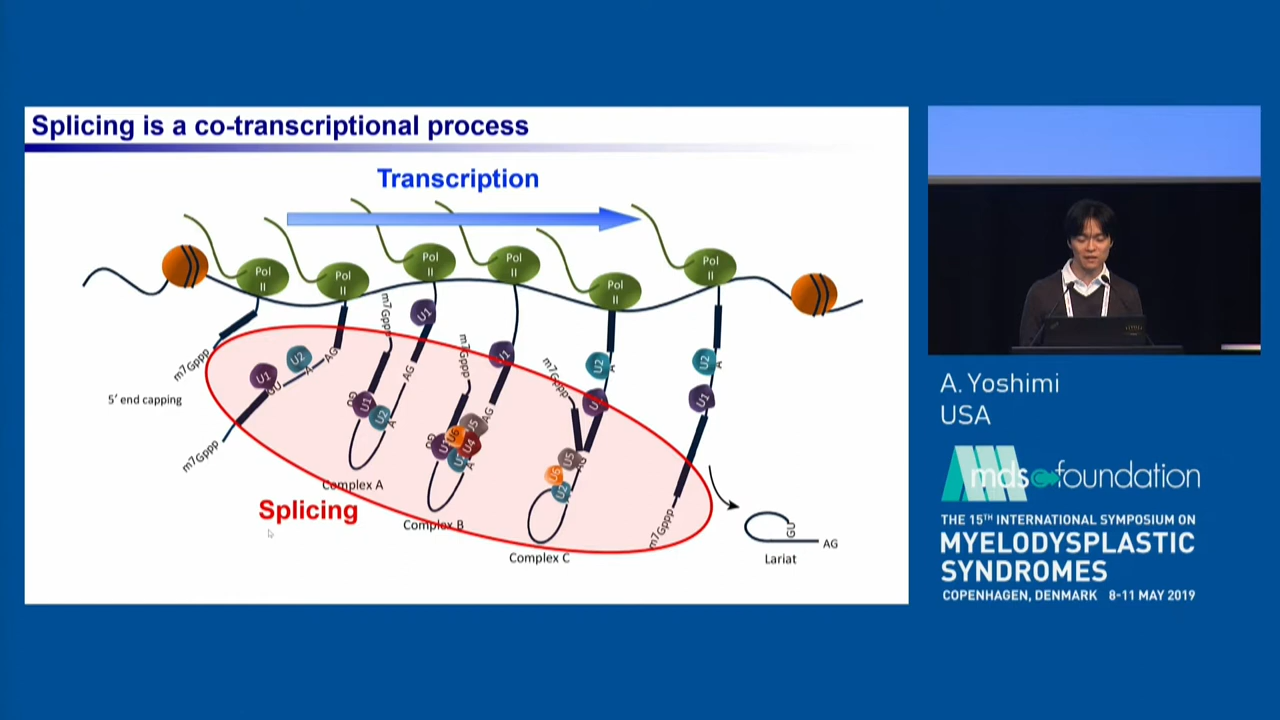 Splicing is a co-transcriptional process
Transcription
Pol
II
Pol
II
Pol
II
Pol
II
Pol
II
Pol
II
m7Gppp
5' end capping
m7Gppp
U1
GU
U2
A
AG
m7Gppp
U1
AG
U1
U2
A
Complex A
m7Gppp
U1
AG
U5
U6
U4
A
Complex B
m7Gppp
U2
A
U1
U5
AG
U6
U2
Complex C
U2
A
U1
m7Gppp
Splicing
GU
AG
Lariat
A. Yoshimi
USA
mds foundation
THE 15TH INTERNATIONAL SYMPOSIUM ON
MYELODYSPLASTIC
SYNDROMES
COPENHAGEN, DENMARK 8-11 MAY 2019